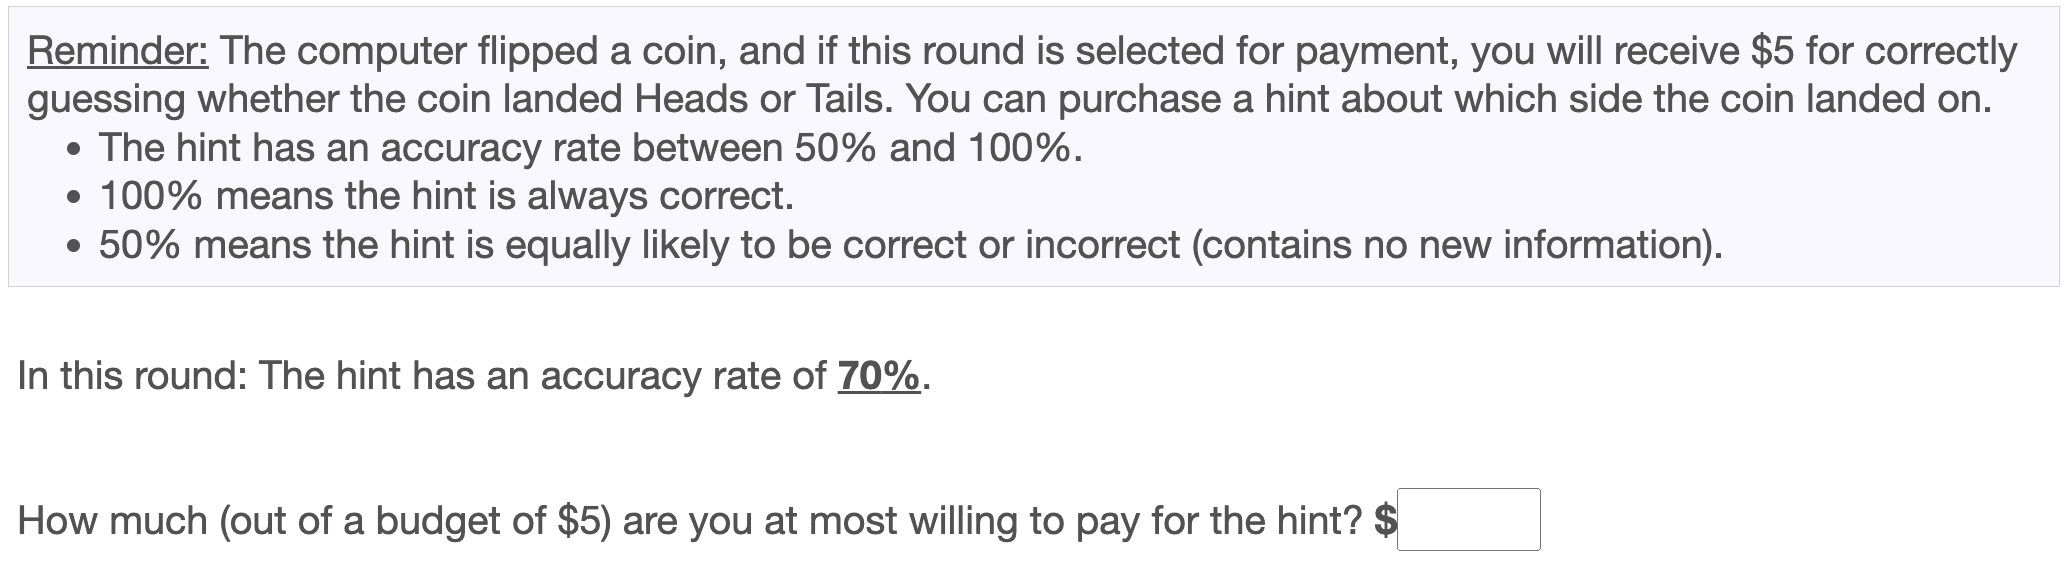 Reminder: The computer flipped a coin, and if this round is selected for payment, you will receive $5 for correctly
guessing whether the coin landed Heads or Tails. You can purchase a hint about which side the coin landed on.
• The hint has an accuracy rate between 50% and 100%.
• 100% means the hint is always correct.
• 50% means the hint is equally likely to be correct or incorrect (contains no new information).
In this round: The hint has an accuracy rate of 70%.
How much (out of a budget of $5) are you at most willing to pay for the hint? $